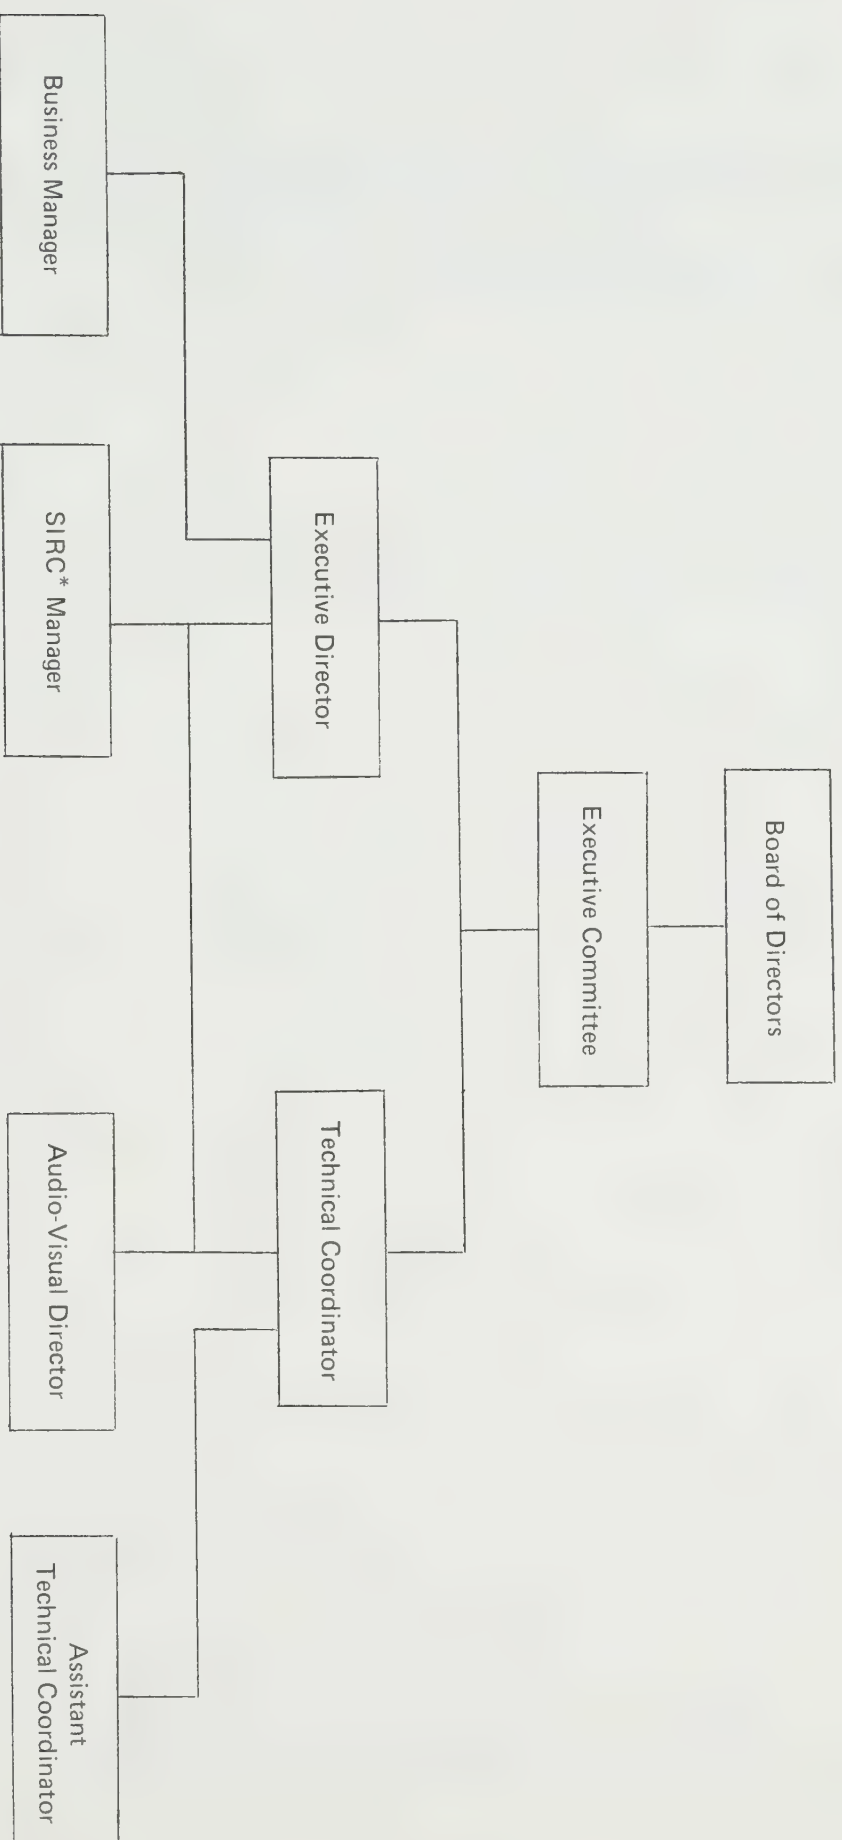 Board of Directors
Executive Committee
Executive Director
Technical Coordinator
Business Manager
SIRC* Manager
Audio-Visual Director
Assistant
Technical Coordinator